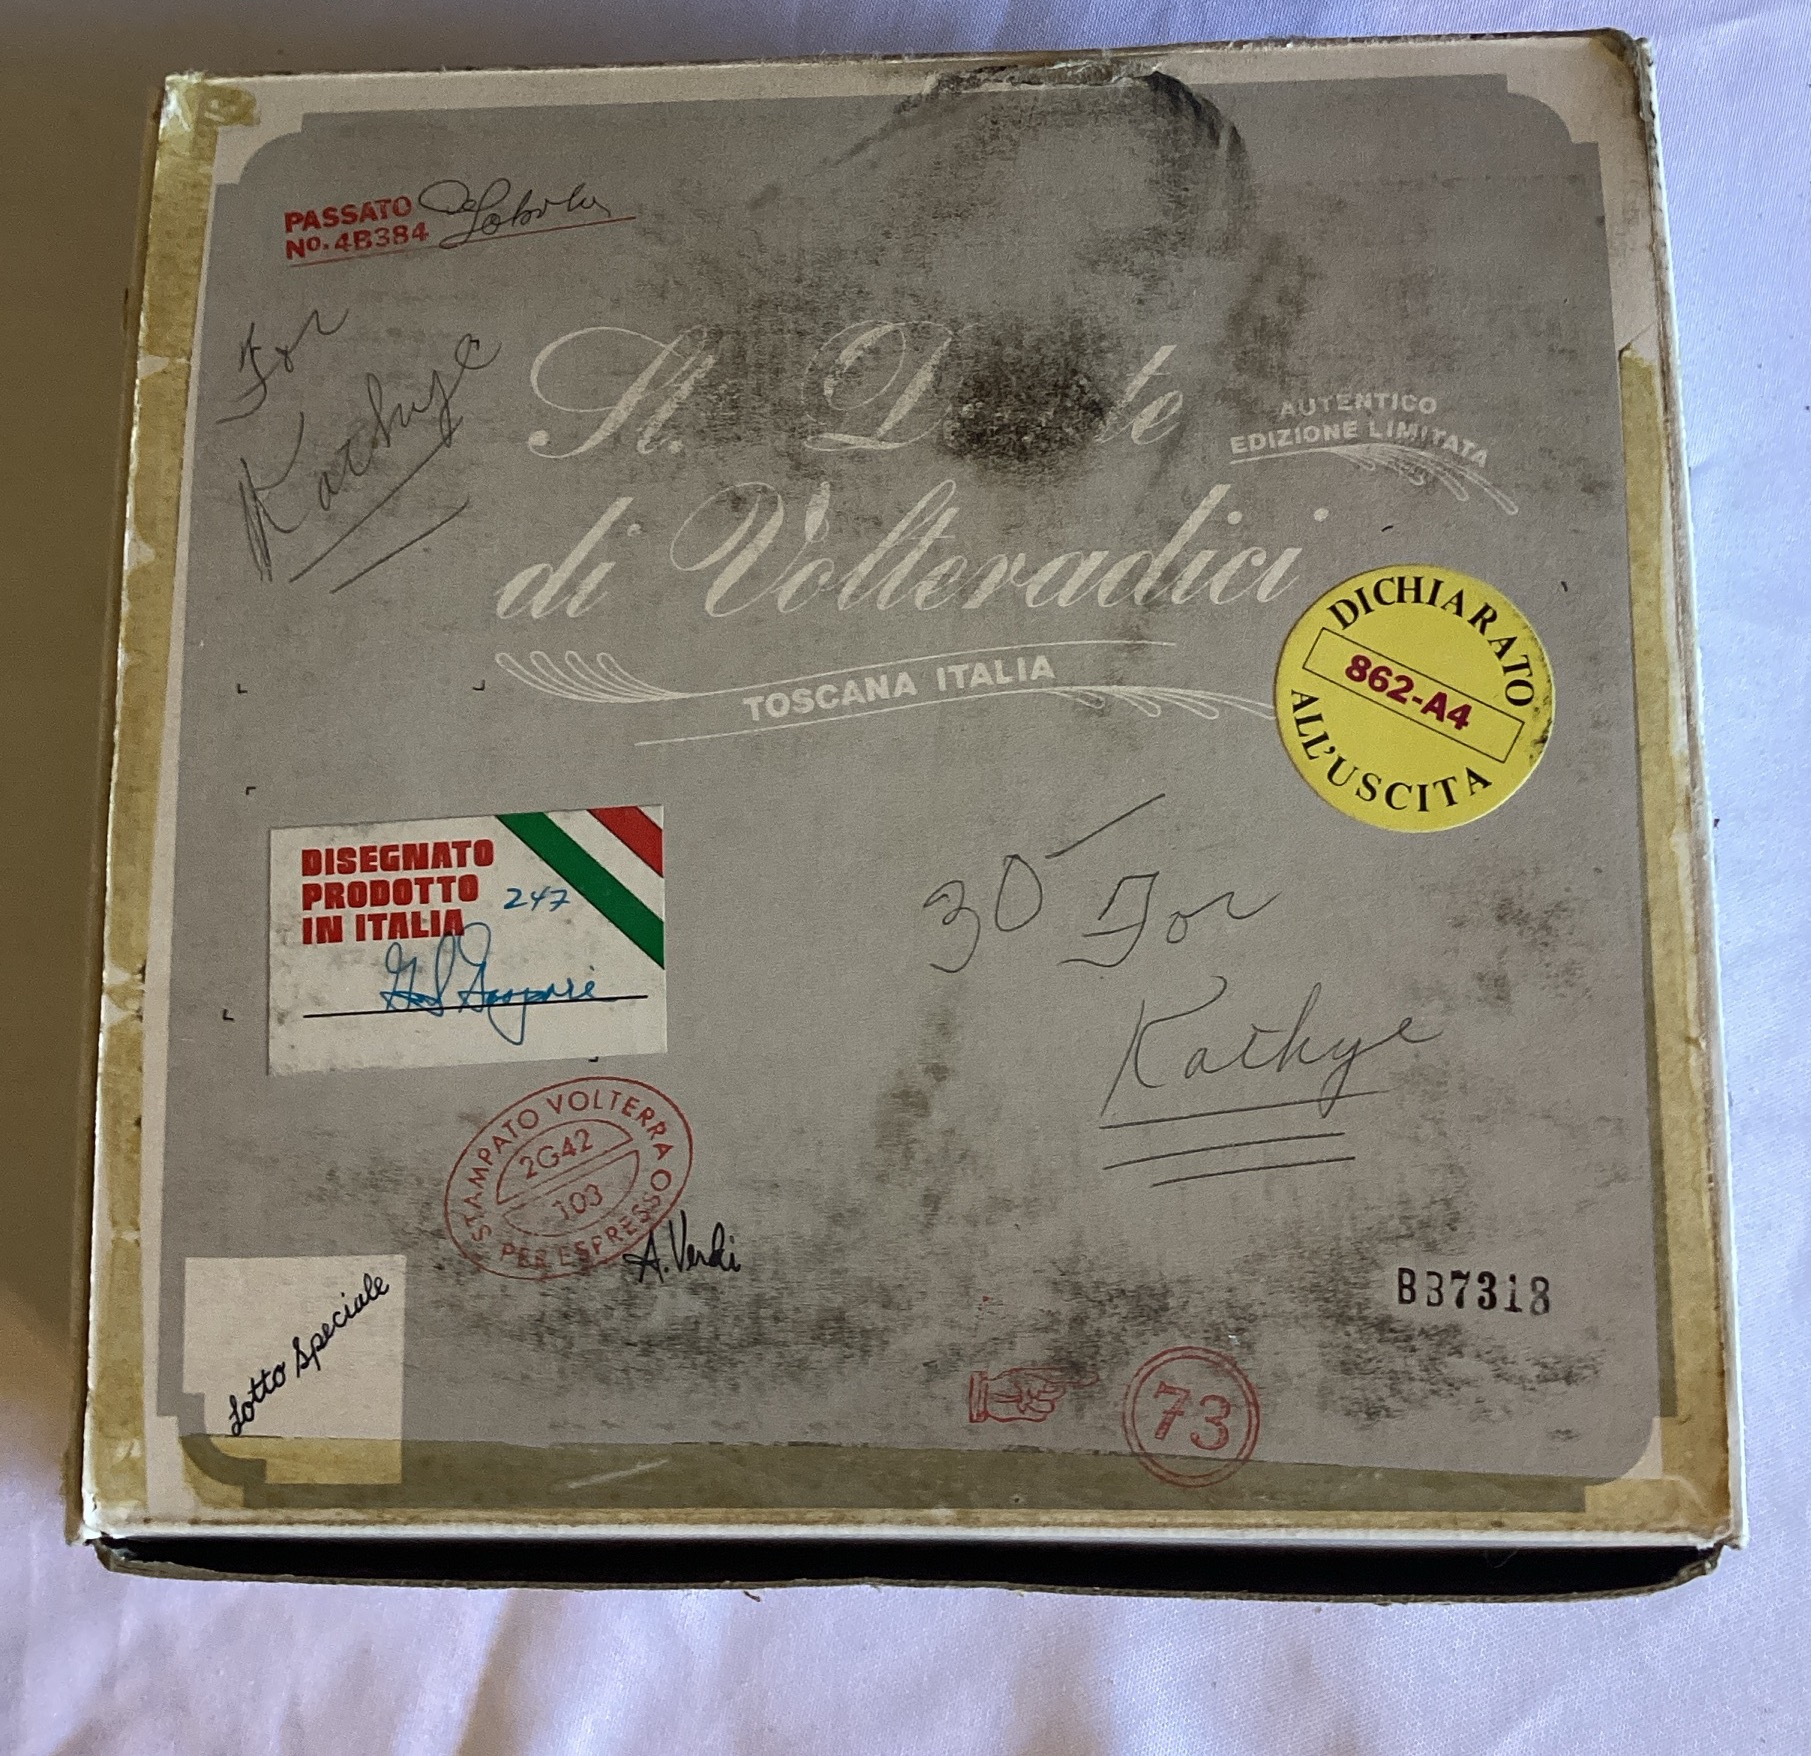 PASSATO
No. 4B384
For
Kathye
St.
di Volteradici
AUTENTICO
EDIZIONE LIMITATA
TOSCANA ITALIA
DICHIARATO
862-A4
ALL'USCITA
DISEGNATO
PRODOTTO 247
IN ITALIA
30 For
Kathye
STAMPATO VOLTERRA
2G42
103
PER ESPRESSO
A. Verdi
Lotto Speciale
B37318
73